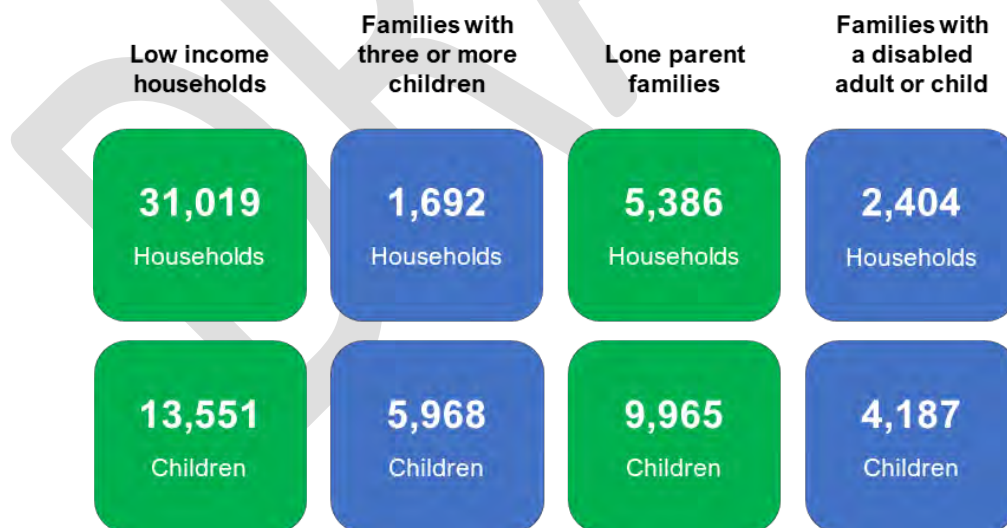 Low income
households
Families with
three or more
children
Lone parent
families
Families with
a disabled
adult or child
31,019
Households
1,692
Households
5,386
Households
2,404
Households
13,551
Children
5,968
Children
9,965
Children
4,187
Children